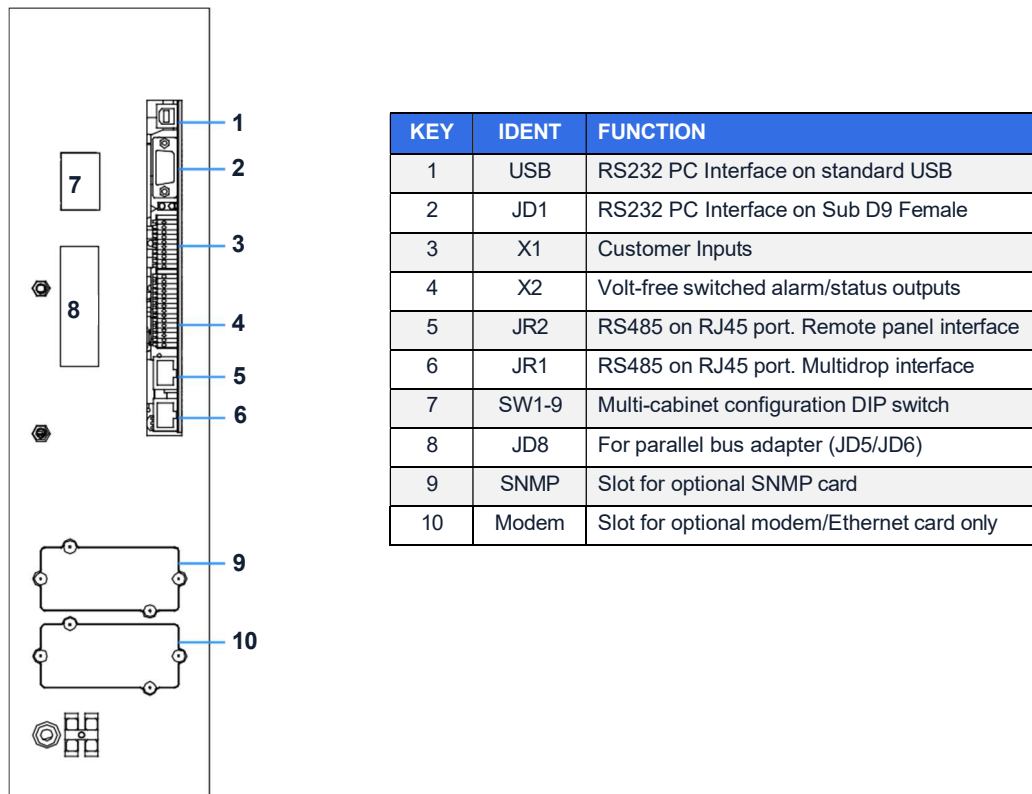 1
2
7
3
8
4
5
6
9
10
KEY IDENT FUNCTION
1 USB RS232 PC Interface on standard USB
2 JD1 RS232 PC Interface on Sub D9 Female
3 X1 Customer Inputs
4 X2 Volt-free switched alarm/status outputs
5 JR2 RS485 on RJ45 port. Remote panel interface
6 JR1 RS485 on RJ45 port. Multidrop interface
7 SW1-9 Multi-cabinet configuration DIP switch
8 JD8 For parallel bus adapter (JD5/JD6)
9 SNMP Slot for optional SNMP card
10 Modem Slot for optional modem/Ethernet card only